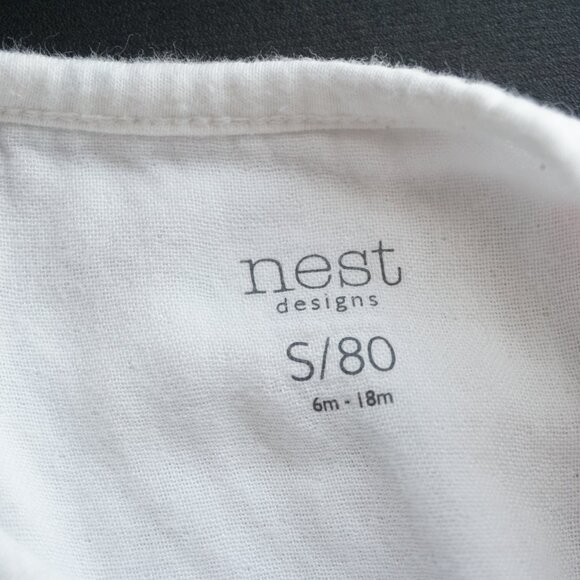 nest
designs
S/80
6m - 18m